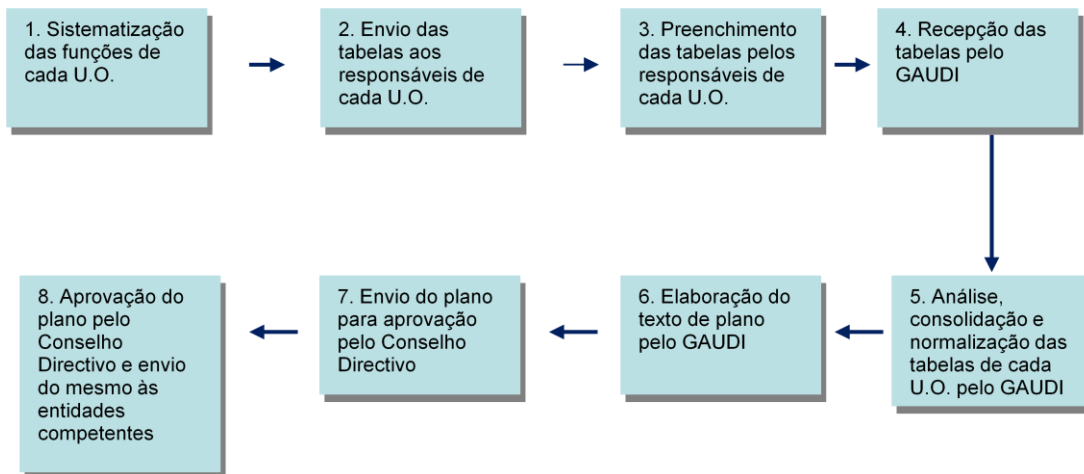 1. Sistematização
das funções de
cada U.O.
2. Envio das
tabelas aos
responsáveis de
cada U.O.
3. Preenchimento
das tabelas pelos
responsáveis de
cada U.O.
4. Recepção das
tabelas pelo
GAUDI
5. Análise,
consolidação e
normalização das
tabelas de cada
U.O. pelo GAUDI
6. Elaboração do
texto de plano
pelo GAUDI
7. Envio do plano
para aprovação
pelo Conselho
Directivo
8. Aprovação do
plano pelo
Conselho
Directivo e envio
do mesmo às
entidades
competentes